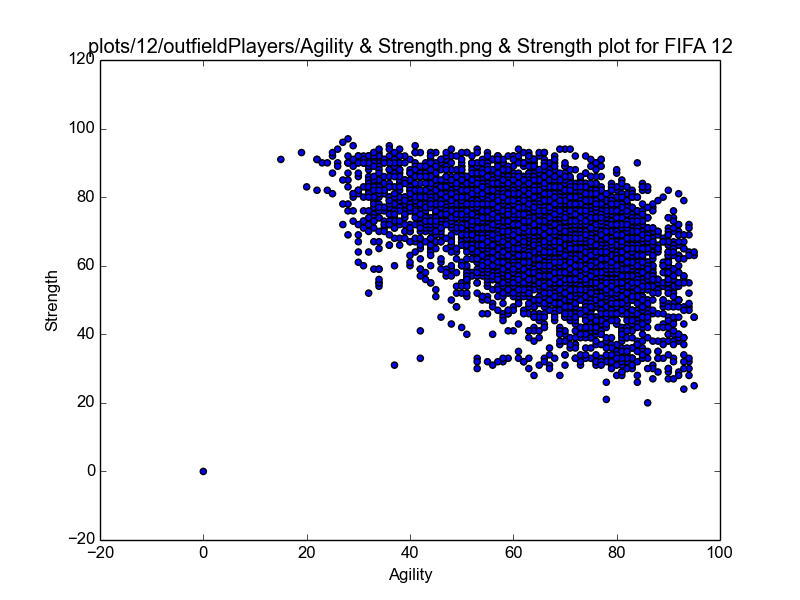 plots/12/outfieldPlayers/Agility & Strength.png & Strength plot for FIFA 12
120
100
80
60
40
20
0
−20
Strength
−20 0 20 40 60 80 100
Agility